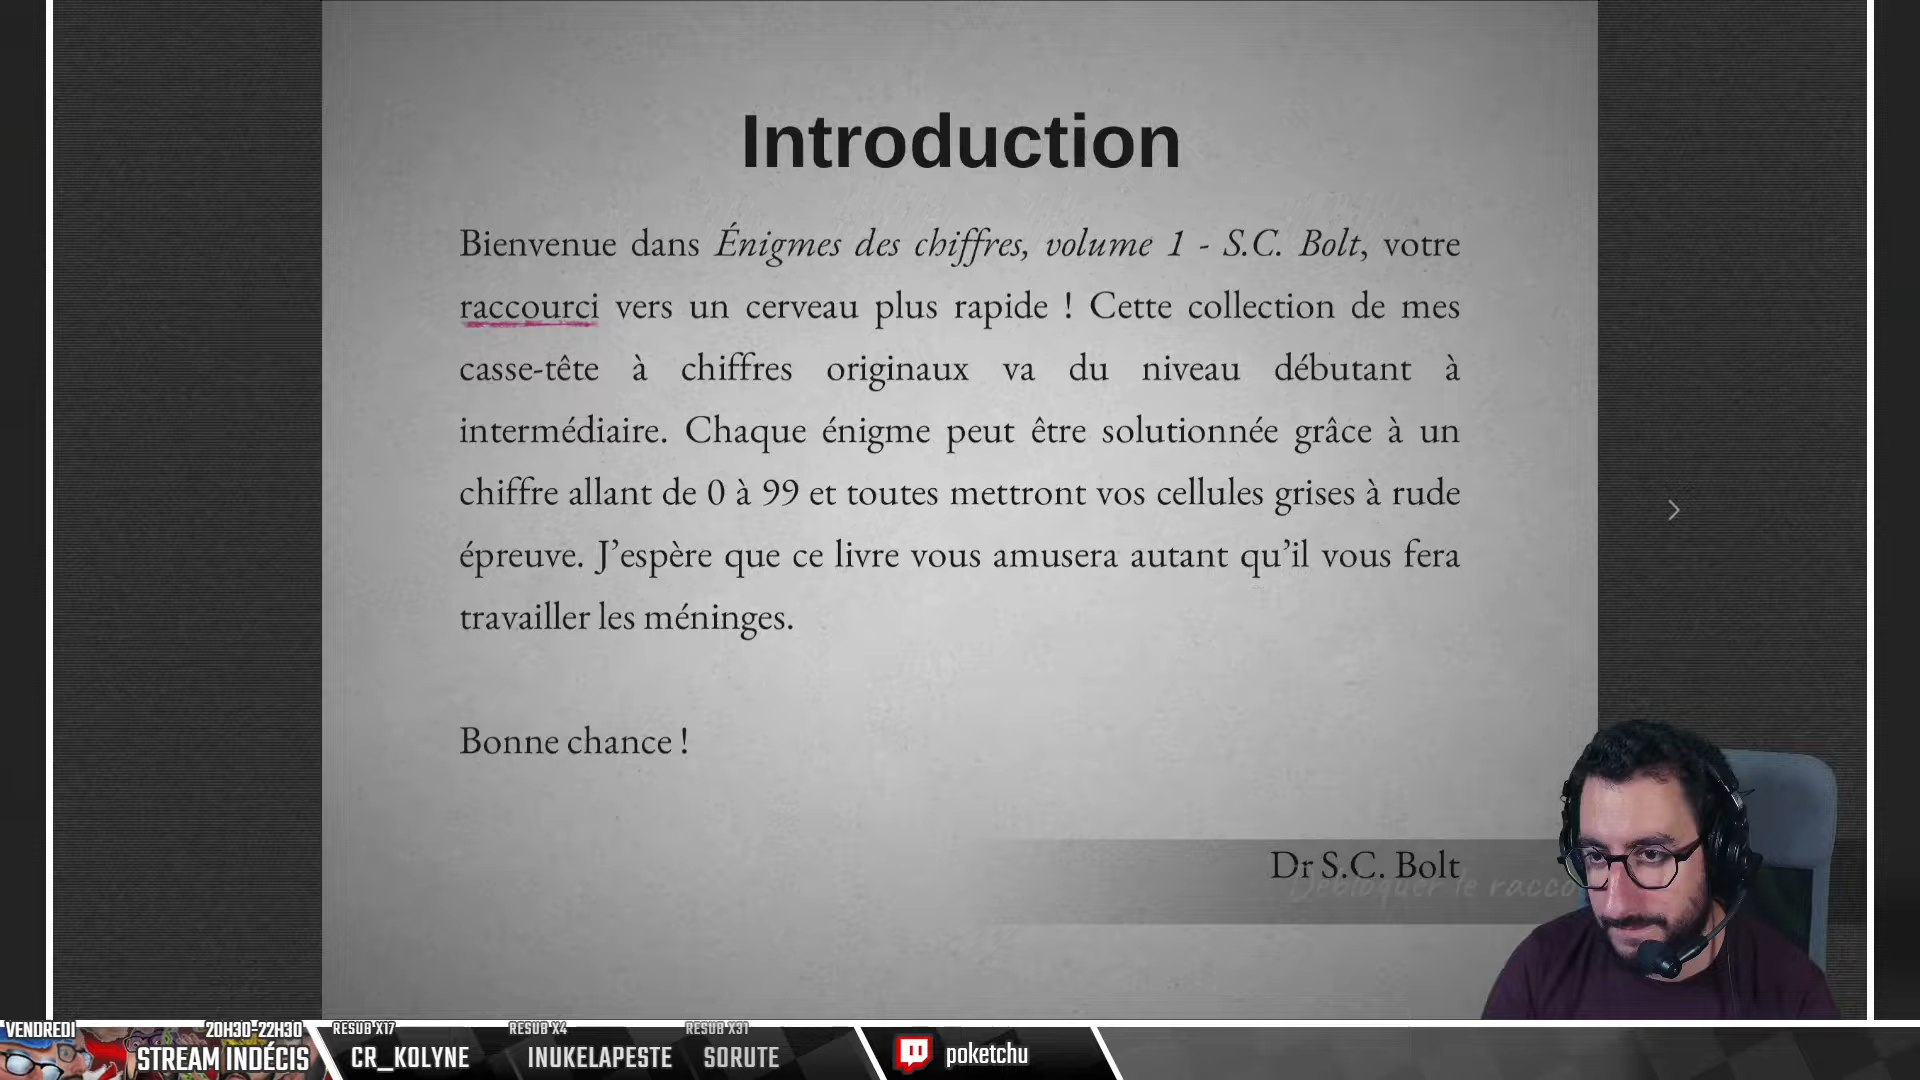 Introduction
Bienvenue dans Énigmes des chiffres, volume 1 - S.C. Bolt, votre
raccourci vers un cerveau plus rapide ! Cette collection de mes
casse-tête à chiffres originaux va du niveau débutant à
intermédiaire. Chaque énigme peut être solutionnée grâce à un
chiffre allant de 0 à 99 et toutes mettront vos cellules grises à rude
épreuve. J’espère que ce livre vous amusera autant qu’il vous fera
travailler les méninges.
Bonne chance !
Dr S.C. Bolt
Débloquer le racco
VENDREDI 20H30-22H30
STREAM INDÉCIS
RESUB X17
CR_KOLYNE
RESUB X4
INUKELAPESTE
RESUB X31
SORUTE
poketchu